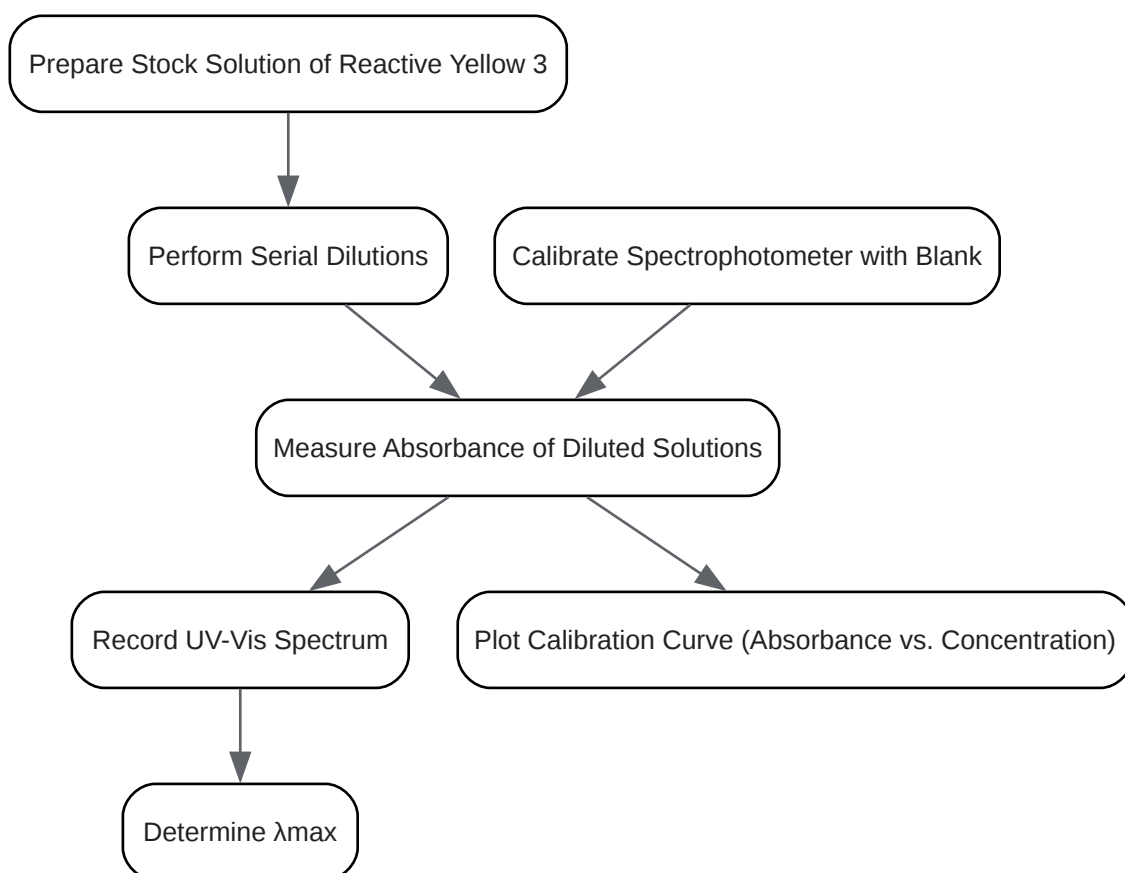 Prepare Stock Solution of Reactive Yellow 3
Perform Serial Dilutions
Calibrate Spectrophotometer with Blank
Measure Absorbance of Diluted Solutions
Record UV-Vis Spectrum
Plot Calibration Curve (Absorbance vs. Concentration)
Determine λmax